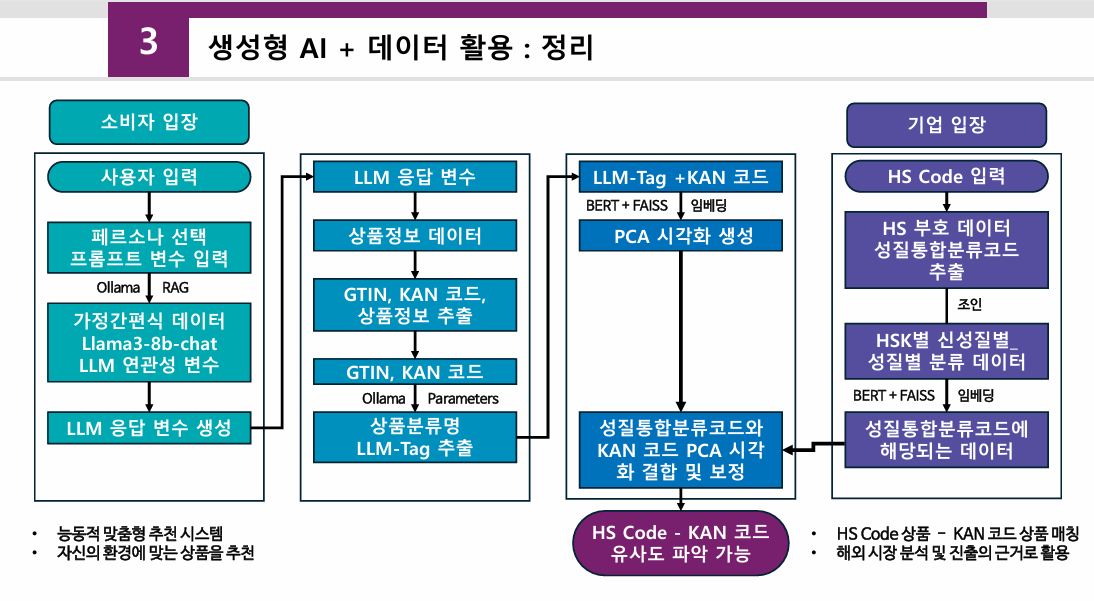 3
생성형 AI + 데이터 활용 : 정리
소비자 입장
사용자 입력
페르소나 선택
프롬프트 변수 입력
Ollama
RAG
가정간편식 데이터
Llama3-8b-chat
LLM 연관성 변수
LLM 응답 변수 생성
LLM 응답 변수
상품정보 데이터
GTIN, KAN 코드,
상품정보 추출
GTIN, KAN 코드
Ollama
Parameters
상품분류명
LLM-Tag 추출
LLM-Tag +KAN 코드
BERT + FAISS
임베딩
PCA 시각화 생성
성질통합분류코드와
KAN 코드 PCA 시각
화 결합 및 보정
HS Code - KAN 코드
유사도 파악 가능
기업 입장
HS Code 입력
HS 부호 데이터
성질통합분류코드
추출
조인
HSK별 신성질별_
성질별 분류 데이터
BERT + FAISS
임베딩
성질통합분류코드에
해당되는 데이터
• 능동적 맞춤형 추천 시스템
• 자신의 환경에 맞는 상품을 추천
• HS Code 상품 – KAN 코드 상품 매칭
• 해외 시장 분석 및 진출의 근거로 활용